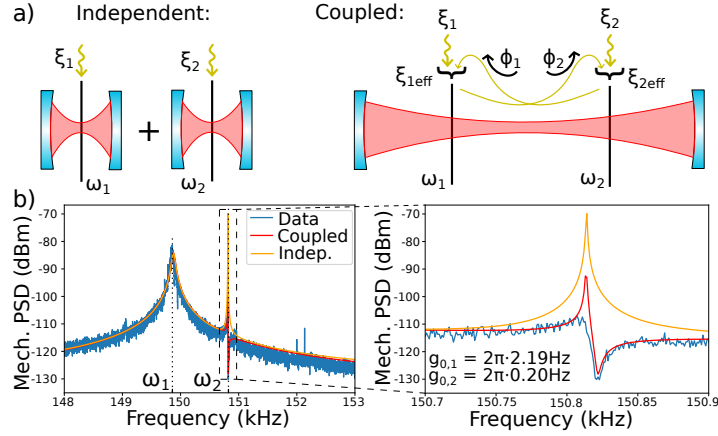 a) Independent: Coupled:
ξ1 ξ2 ξ1 ξ2
ϕ1 ϕ2
ξ1eff ξ2eff
+
ω1 ω2 ω1 ω2
b)
Mech. PSD (dBm)
-70
-80
-90
-100
-110
-120
-130
Data
Coupled
Indep.
ω1 ω2
148 149 150 151 152 153
Frequency (kHz)
Mech. PSD (dBm)
-70
-80
-90
-100
-110
-120
-130
g0,1 = 2π·2.19Hz
g0,2 = 2π·0.20Hz
150.7 150.75 150.8 150.85 150.9
Frequency (kHz)